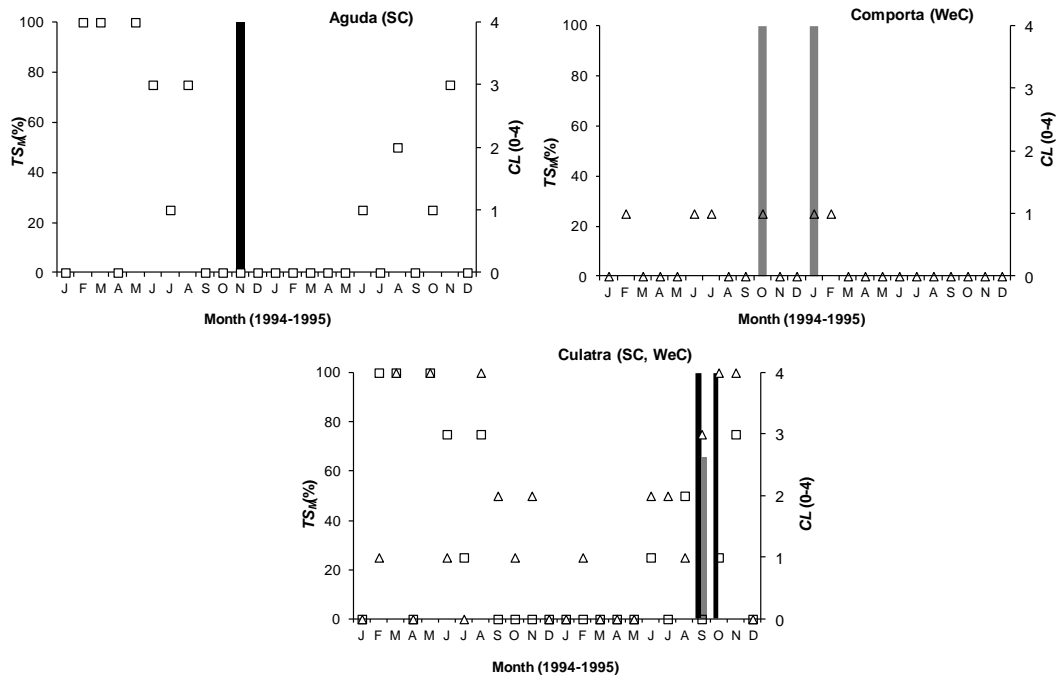 Aguda (SC)
100
80
60
40
20
0
TSM(%)
4
3
2
1
0
CL (0-4)
J F M A M J J A S O N D J F M A M J J A S O N D
Month (1994-1995)
Comporta (WeC)
100
80
60
40
20
0
TSM(%)
4
3
2
1
0
CL (0-4)
J F M A M J J A S O N D J F M A M J J A S O N D
Month (1994-1995)
Culatra (SC, WeC)
100
80
60
40
20
0
TSM(%)
4
3
2
1
0
CL (0-4)
J F M A M J J A S O N D J F M A M J J A S O N D
Month (1994-1995)